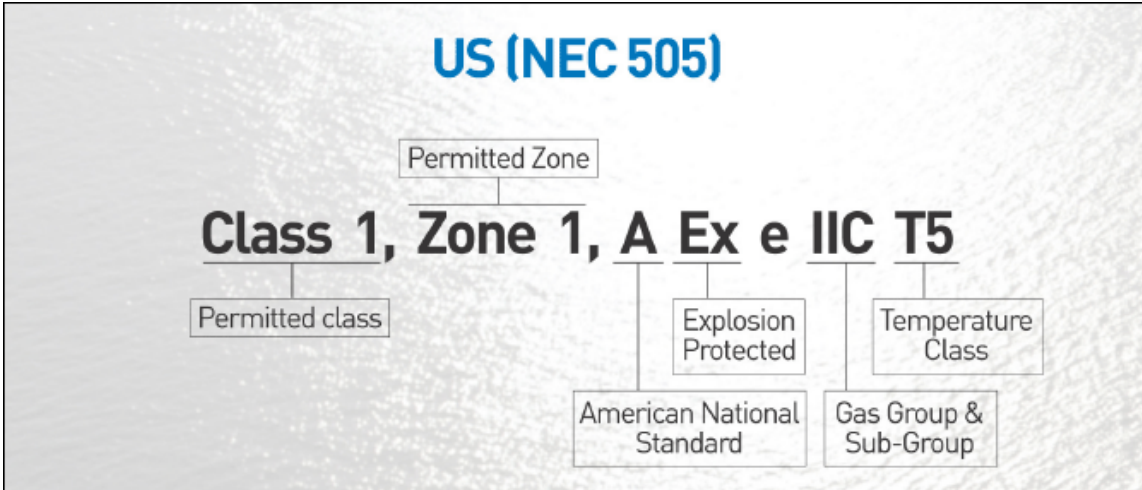 US (NEC 505)
Permitted Zone
Class 1, Zone 1, A Ex e IIC T5
Permitted class
Explosion
Protected
Temperature
Class
American National
Standard
Gas Group &
Sub-Group